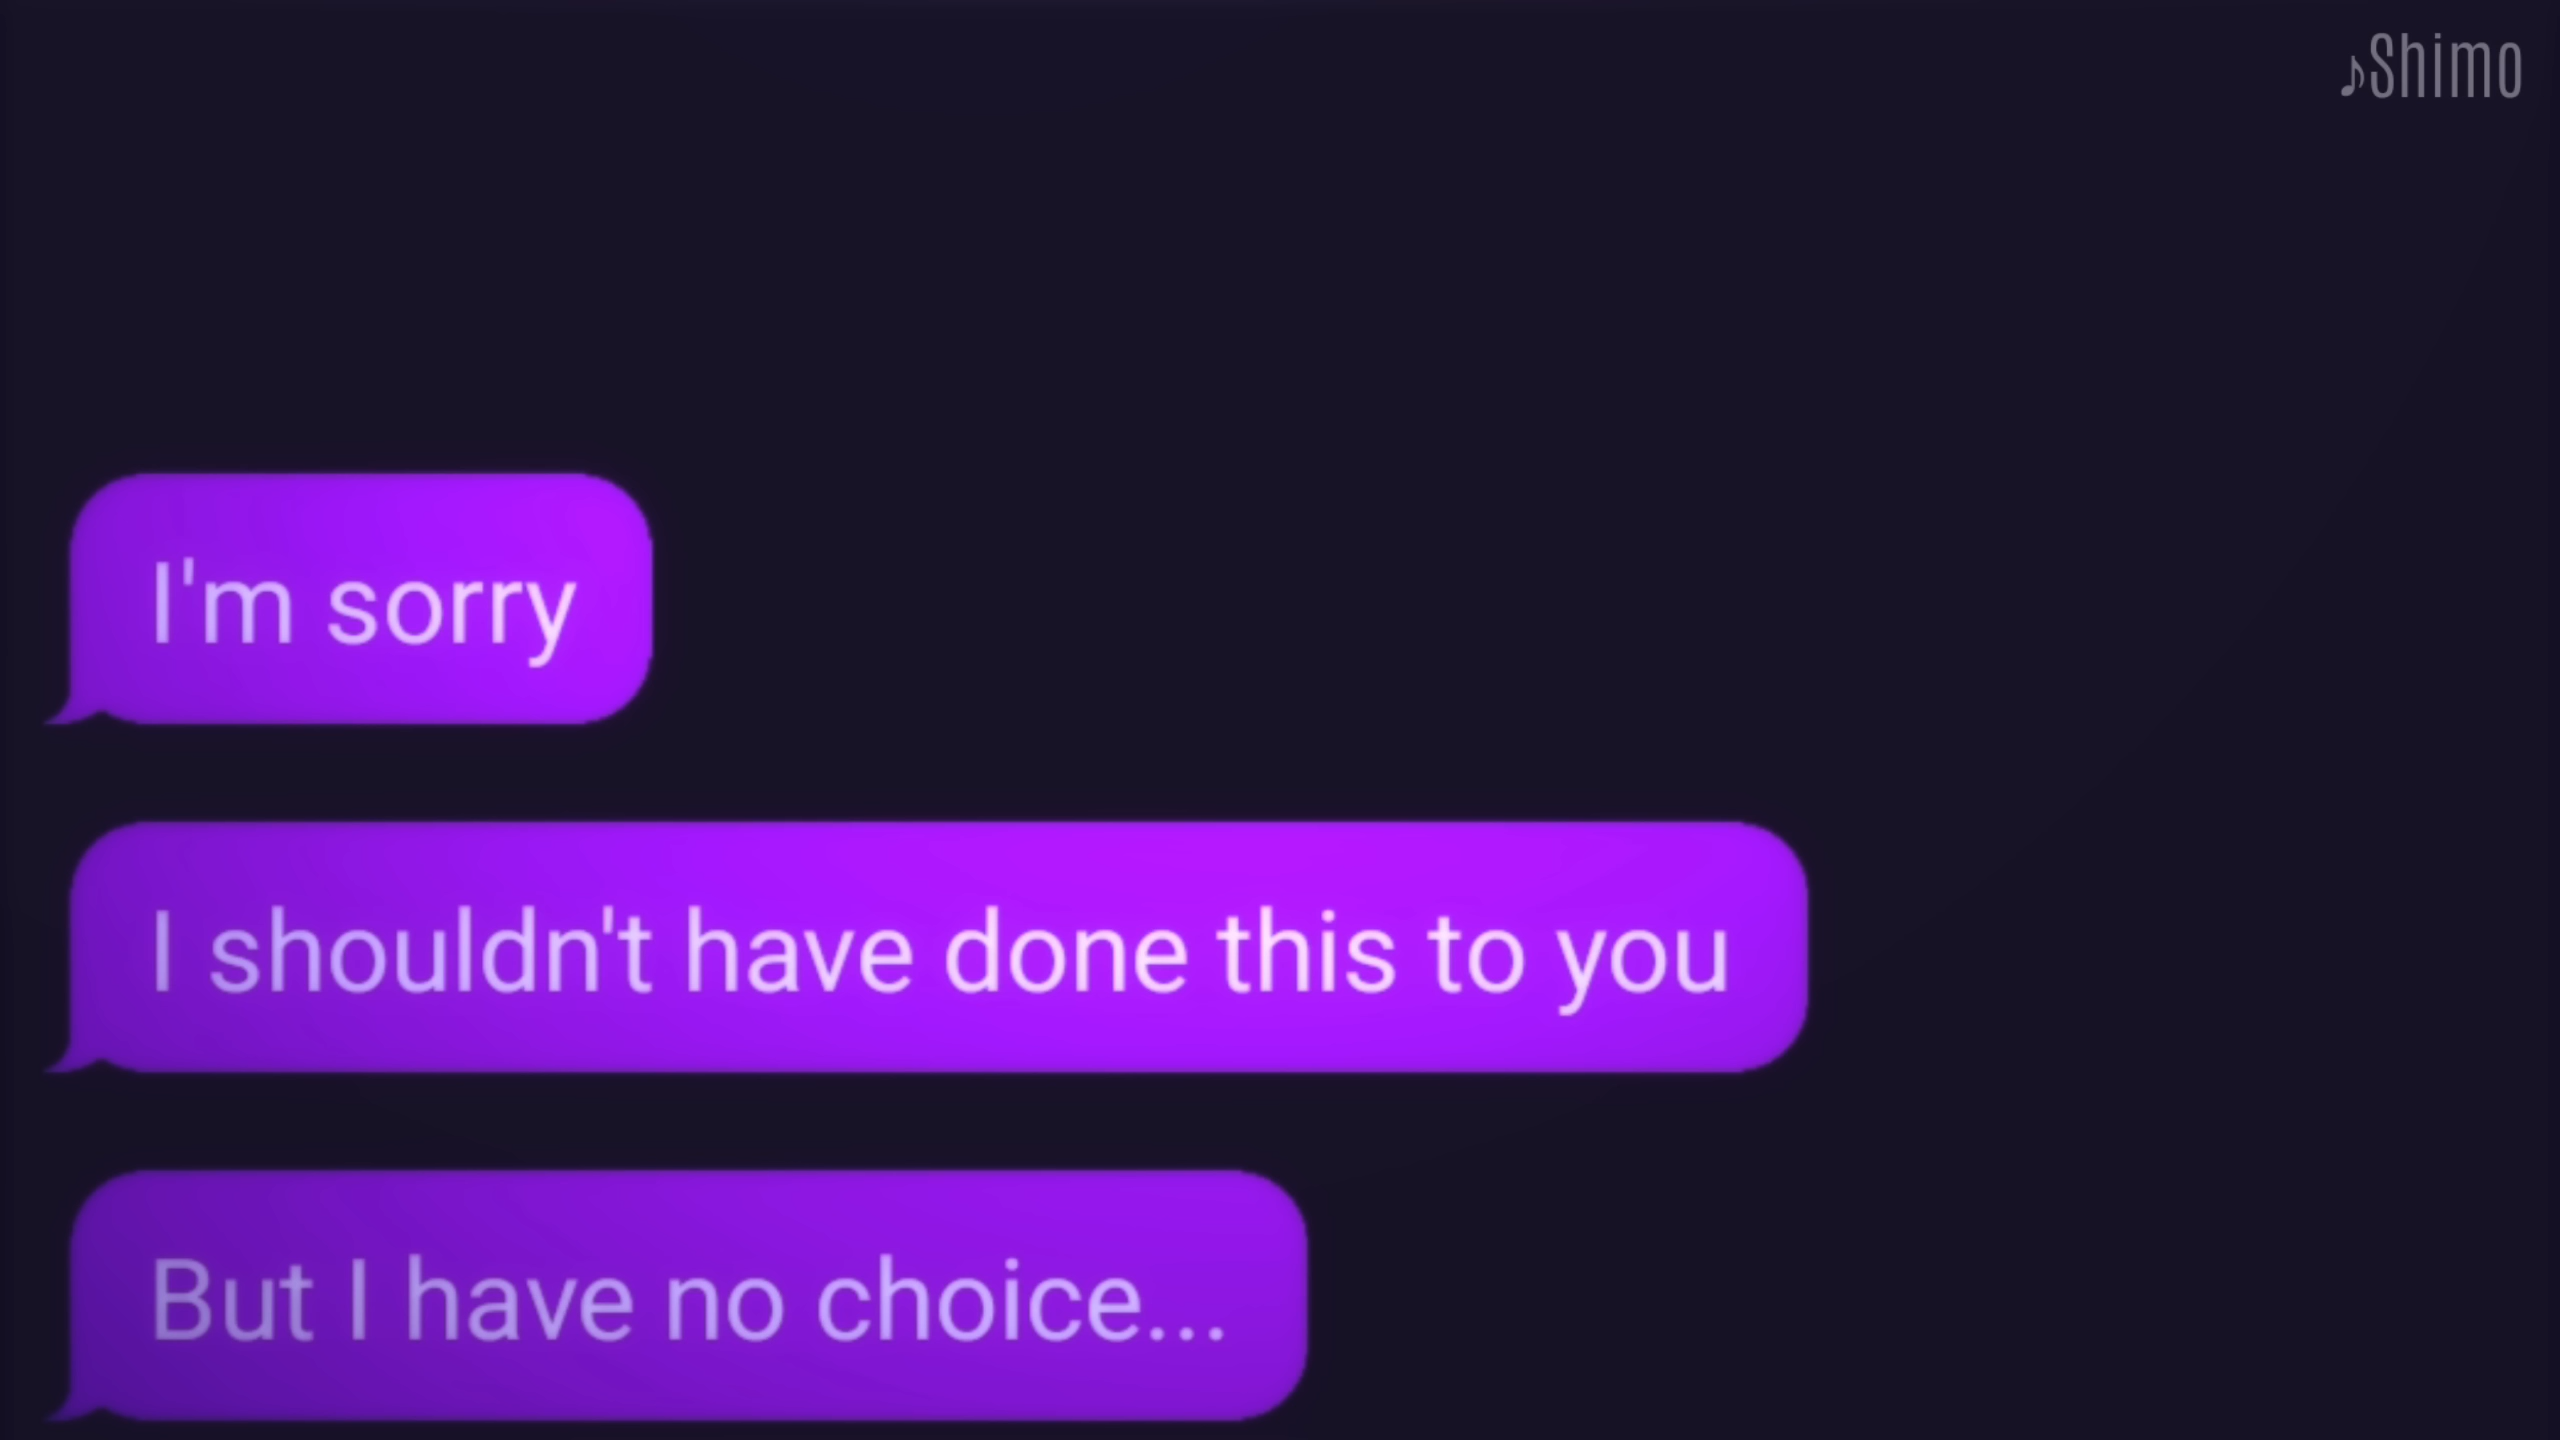 ♪Shimo
I'm sorry
I shouldn't have done this to you
But I have no choice...